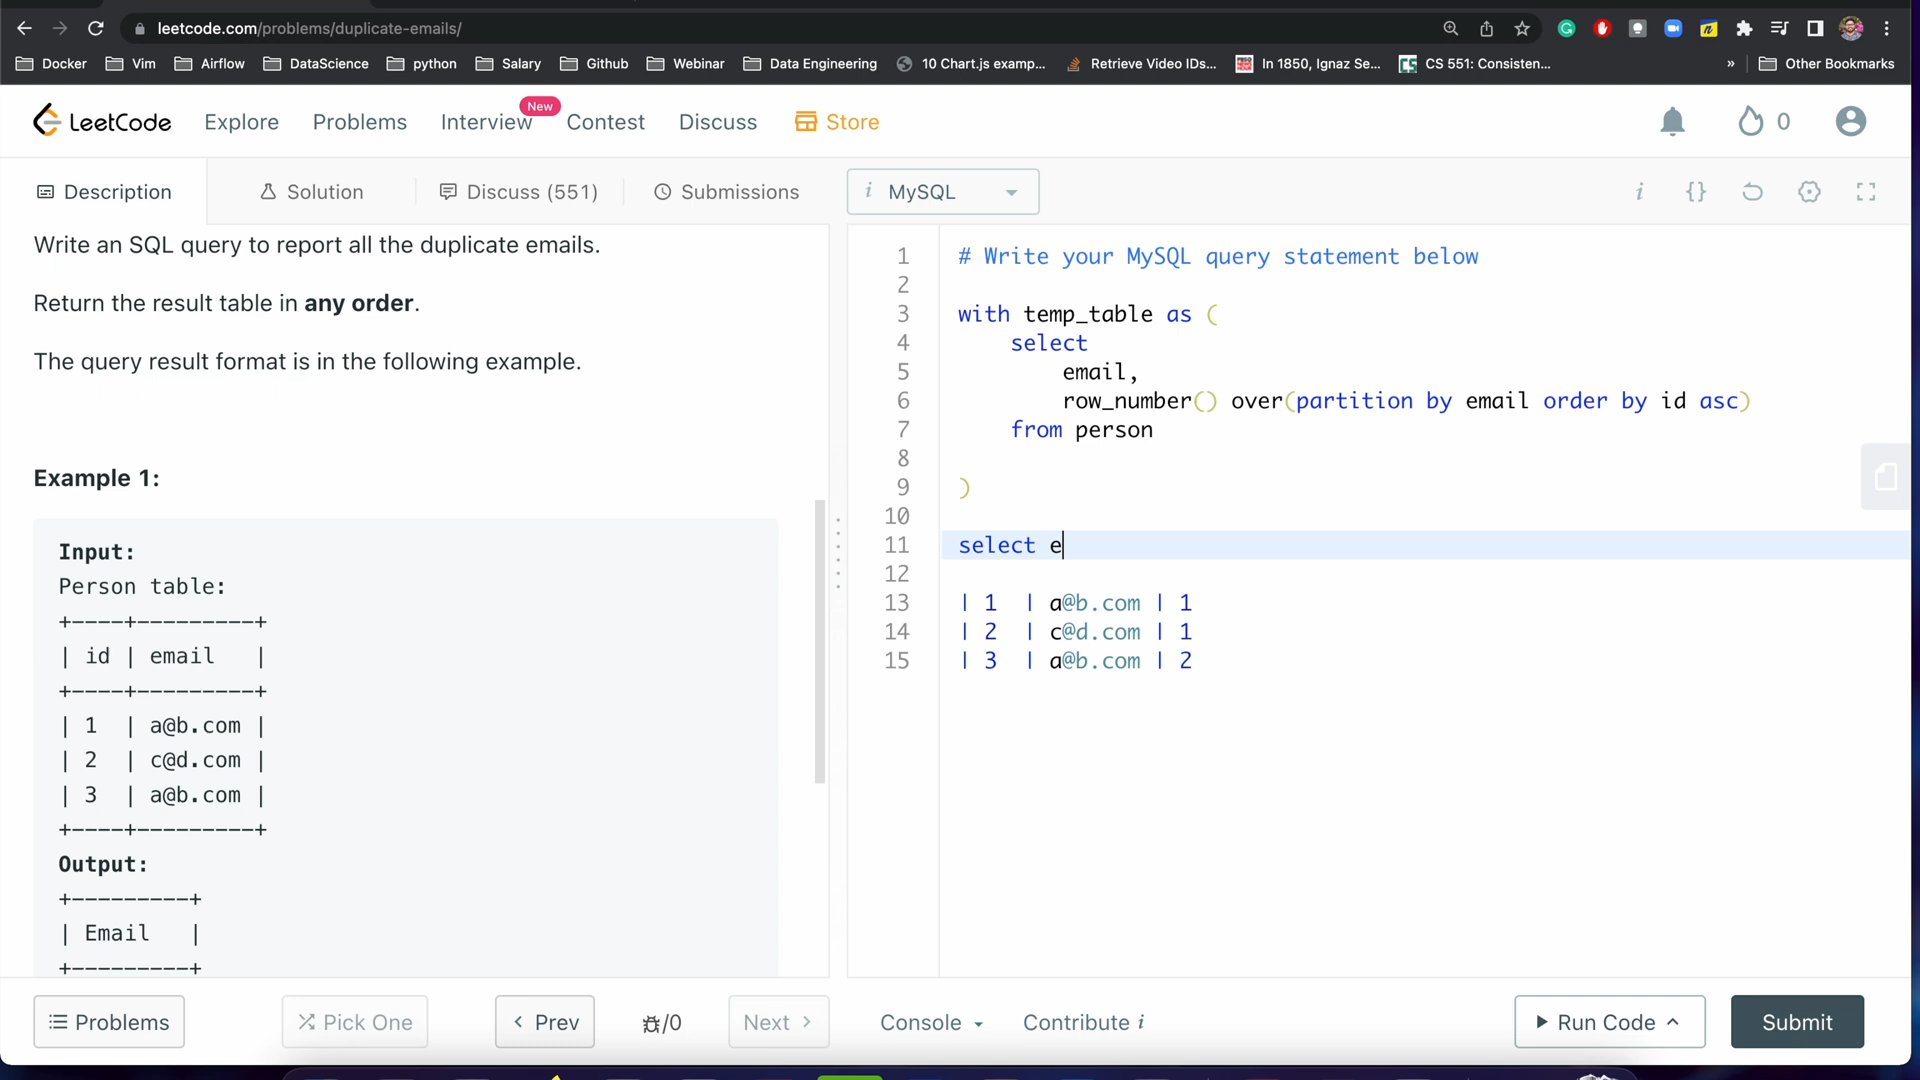 leetcode.com/problems/duplicate-emails/
Docker Vim Airflow DataScience python Salary Github Webinar Data Engineering 10 Chart.js examp... Retrieve Video IDs... In 1850, Ignaz Se... CS 551: Consisten... » Other Bookmarks
LeetCode Explore Problems Interview New Contest Discuss Store 0
Description Solution Discuss (551) Submissions
i MySQL i {}
Write an SQL query to report all the duplicate emails.
Return the result table in any order.
The query result format is in the following example.
Example 1:
Input:
Person table:
+----+---------+
| id | email   |
+----+---------+
| 1  | a@b.com |
| 2  | c@d.com |
| 3  | a@b.com |
+----+---------+
Output:
+---------+
| Email   |
+---------+
1 # Write your MySQL query statement below
2
3 with temp_table as (
4     select
5         email,
6         row_number() over(partition by email order by id asc)
7     from person
8
9 )
10
11 select e
12
13 | 1  | a@b.com | 1
14 | 2  | c@d.com | 1
15 | 3  | a@b.com | 2
Problems Pick One Prev /0 Next Console Contribute i Run Code Submit